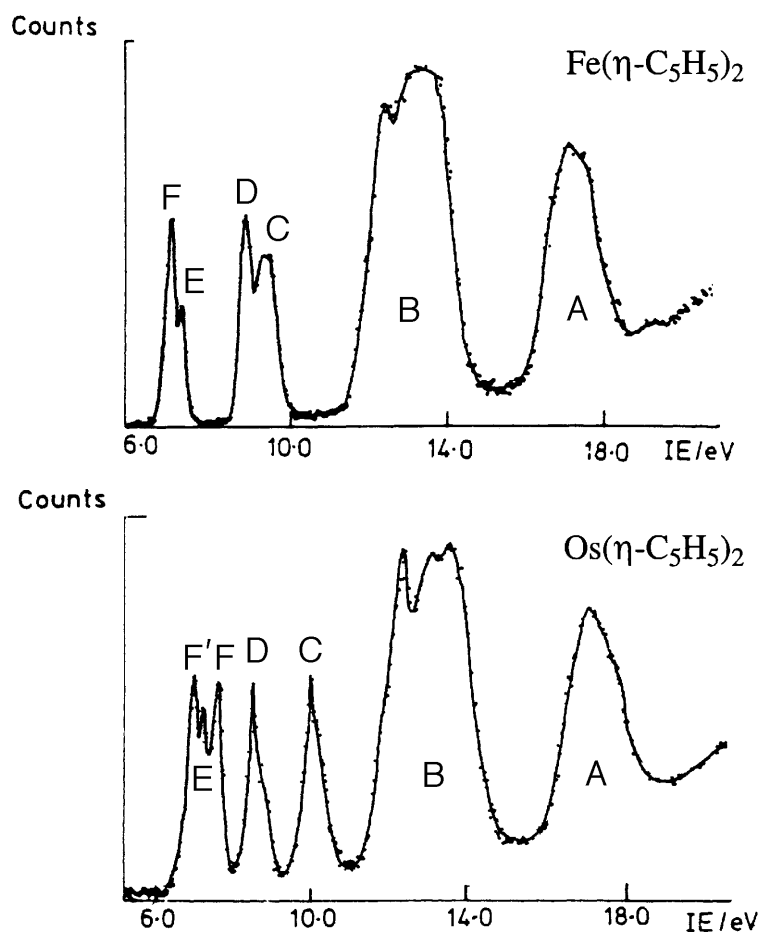 Counts
Fe(η-C₅H₅)₂
F
D
C
E
B
A
6·0 10·0 14·0 18·0 IE/eV
Counts
Os(η-C₅H₅)₂
F'F D C
E
B
A
6·0 10·0 14·0 18·0 IE/eV